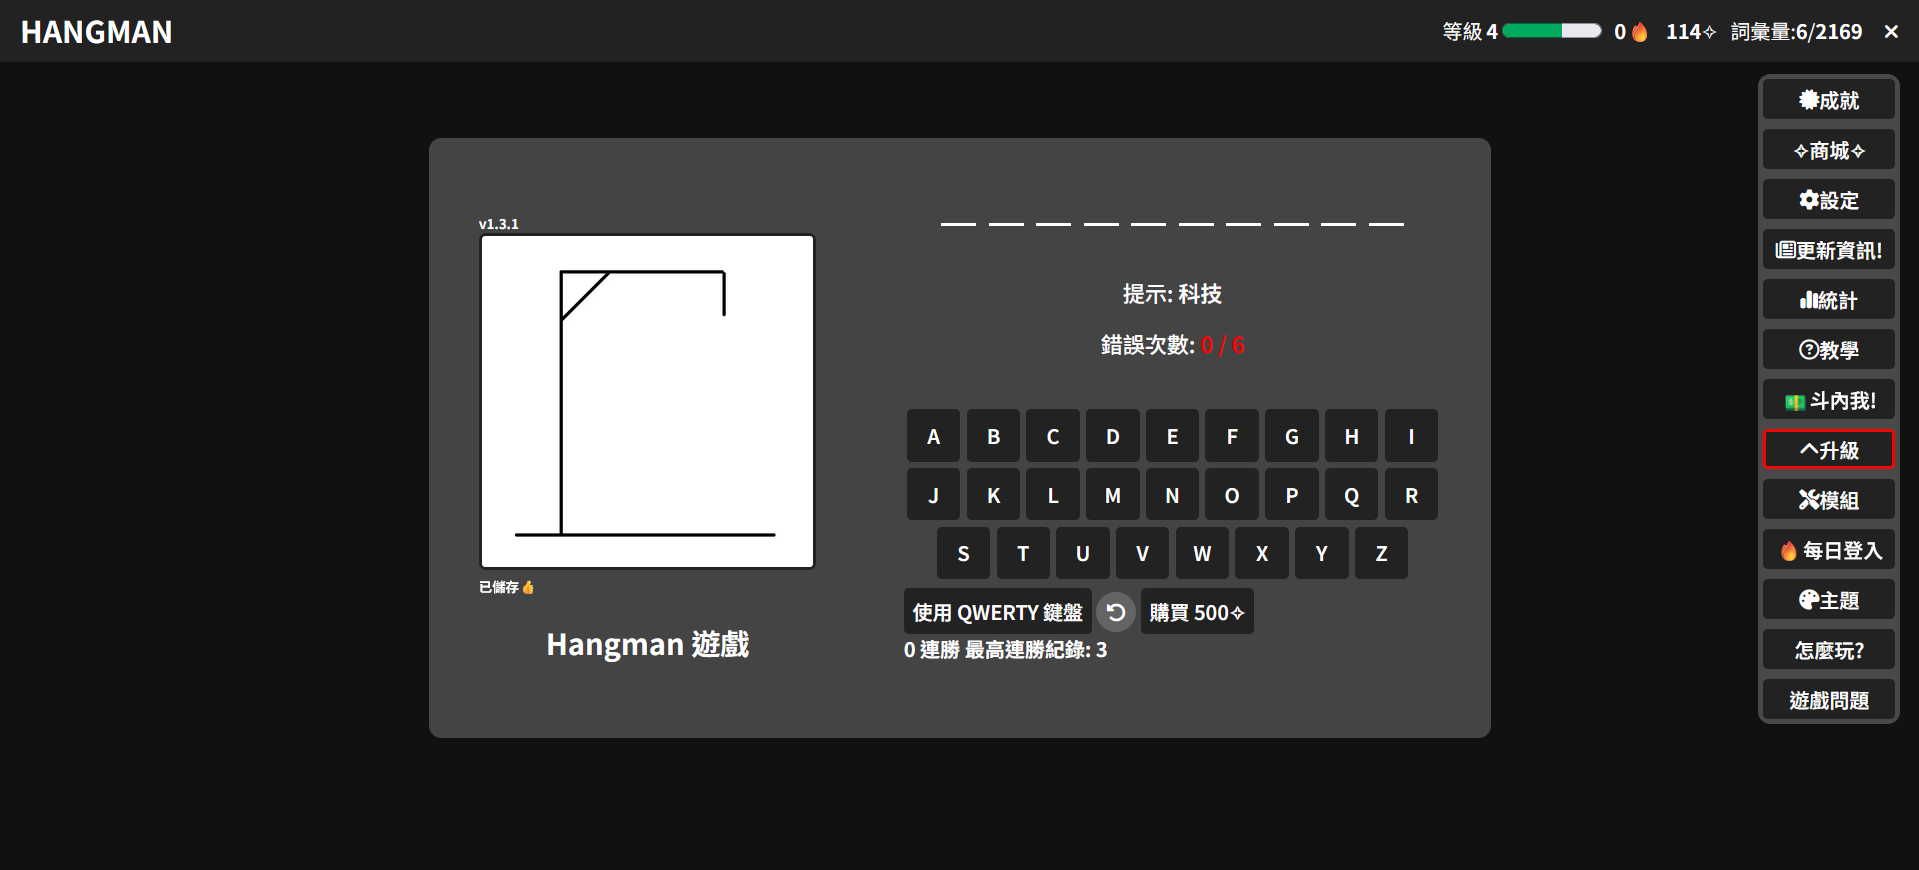 HANGMAN
等級 4 0🔥 114✧ 詞彙量:6/2169 ✕
成就
✧商城✧
設定
更新資訊!
統計
教學
💵 斗內我!
升級
模組
🔥 每日登入
主題
怎麼玩?
遊戲問題
v1.3.1
已儲存👍
Hangman 遊戲
提示: 科技
錯誤次數: 0 / 6
A B C D E F G H I
J K L M N O P Q R
S T U V W X Y Z
使用 QWERTY 鍵盤 購買 500✧
0 連勝 最高連勝紀錄: 3